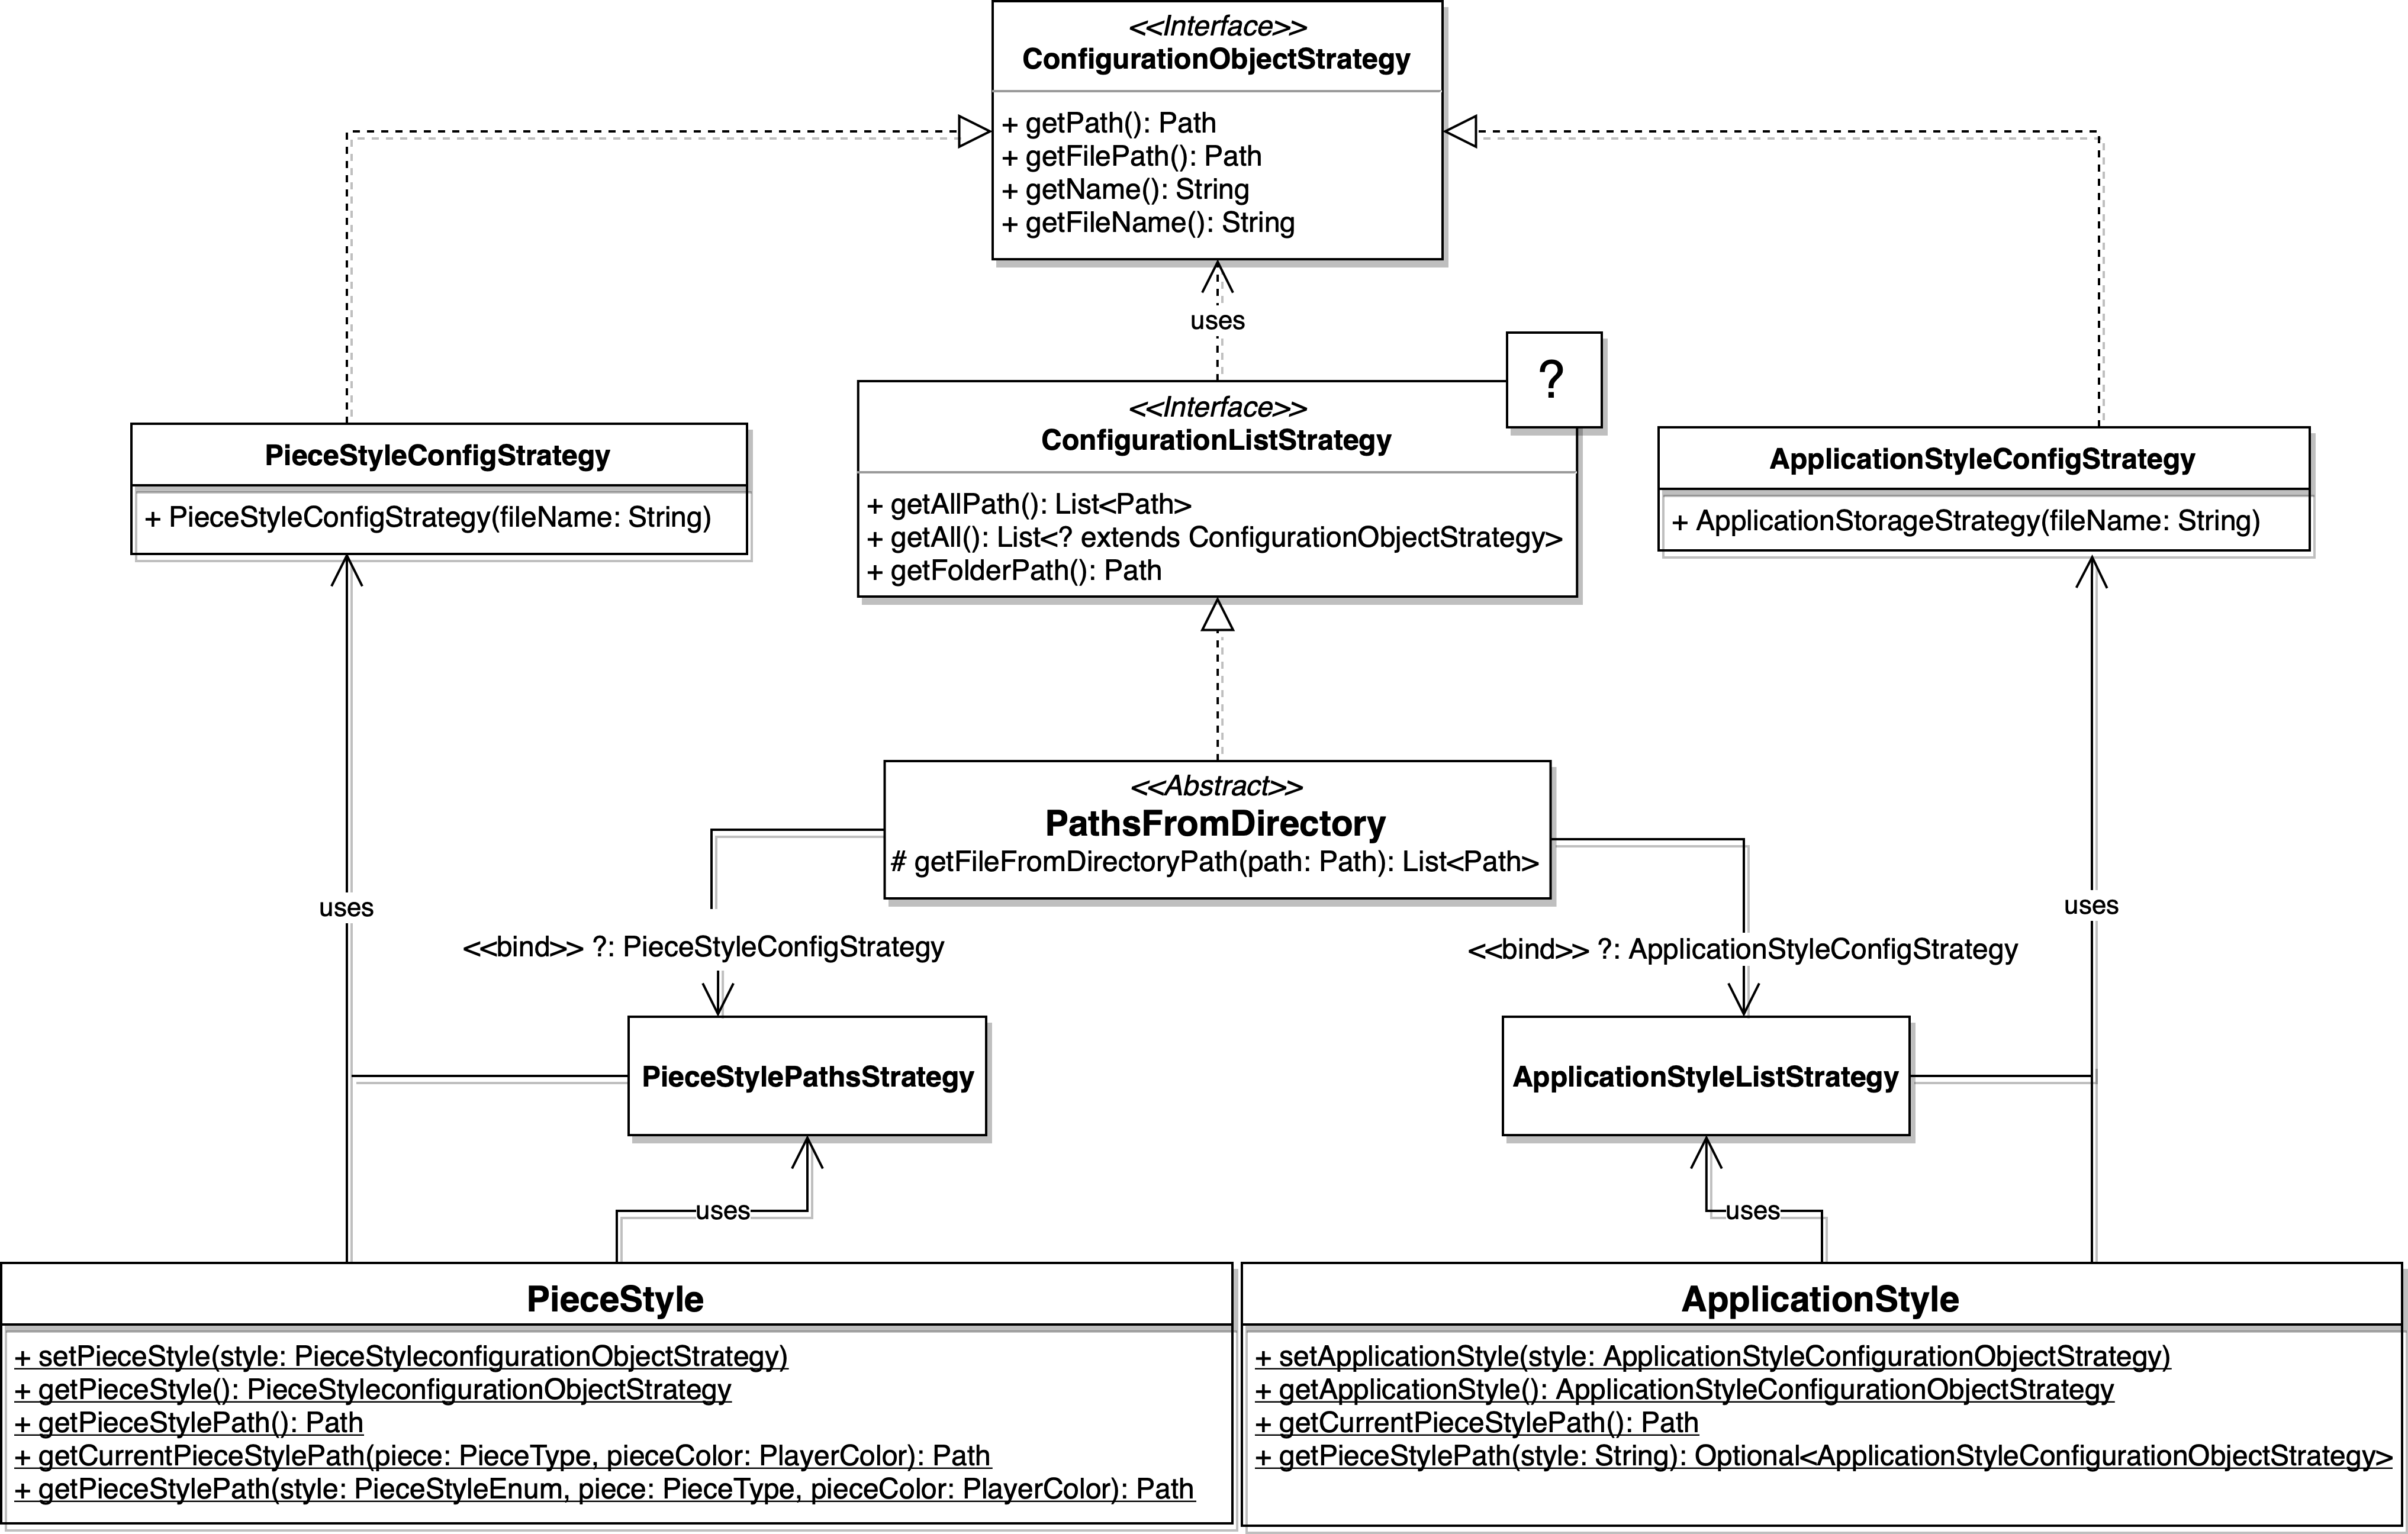 <<Interface>>
ConfigurationObjectStrategy
+ getPath(): Path
+ getFilePath(): Path
+ getName(): String
+ getFileName(): String
uses
?
<<Interface>>
ConfigurationListStrategy
+ getAllPath(): List<Path>
+ getAll(): List<? extends ConfigurationObjectStrategy>
+ getFolderPath(): Path
PieceStyleConfigStrategy
+ PieceStyleConfigStrategy(fileName: String)
ApplicationStyleConfigStrategy
+ ApplicationStorageStrategy(fileName: String)
<<Abstract>>
PathsFromDirectory
# getFileFromDirectoryPath(path: Path): List<Path>
uses
uses
<<bind>> ?: PieceStyleConfigStrategy
<<bind>> ?: ApplicationStyleConfigStrategy
PieceStylePathsStrategy
ApplicationStyleListStrategy
uses
uses
PieceStyle
+ setPieceStyle(style: PieceStyleconfigurationObjectStrategy)
+ getPieceStyle(): PieceStyleconfigurationObjectStrategy
+ getPieceStylePath(): Path
+ getCurrentPieceStylePath(piece: PieceType, pieceColor: PlayerColor): Path
+ getPieceStylePath(style: PieceStyleEnum, piece: PieceType, pieceColor: PlayerColor): Path
ApplicationStyle
+ setApplicationStyle(style: ApplicationStyleConfigurationObjectStrategy)
+ getApplicationStyle(): ApplicationStyleConfigurationObjectStrategy
+ getCurrentPieceStylePath(): Path
+ getPieceStylePath(style: String): Optional<ApplicationStyleConfigurationObjectStrategy>